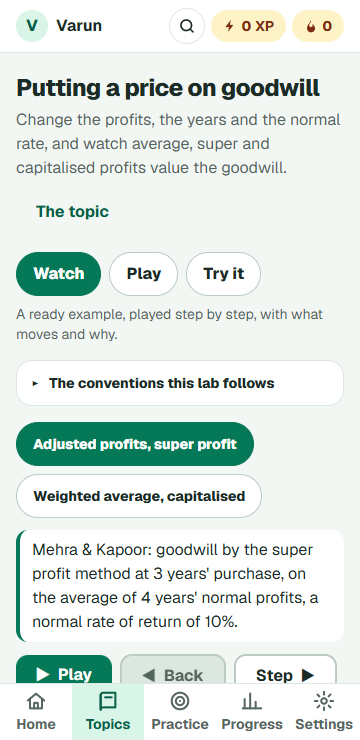 V Varun 0 XP 0
Putting a price on goodwill
Change the profits, the years and the normal
rate, and watch average, super and
capitalised profits value the goodwill.
The topic
Watch Play Try it
A ready example, played step by step, with what
moves and why.
▸ The conventions this lab follows
Adjusted profits, super profit
Weighted average, capitalised
Mehra & Kapoor: goodwill by the super
profit method at 3 years' purchase, on
the average of 4 years' normal profits, a
normal rate of return of 10%.
▶ Play ◀ Back Step ▶
Home Topics Practice Progress Settings